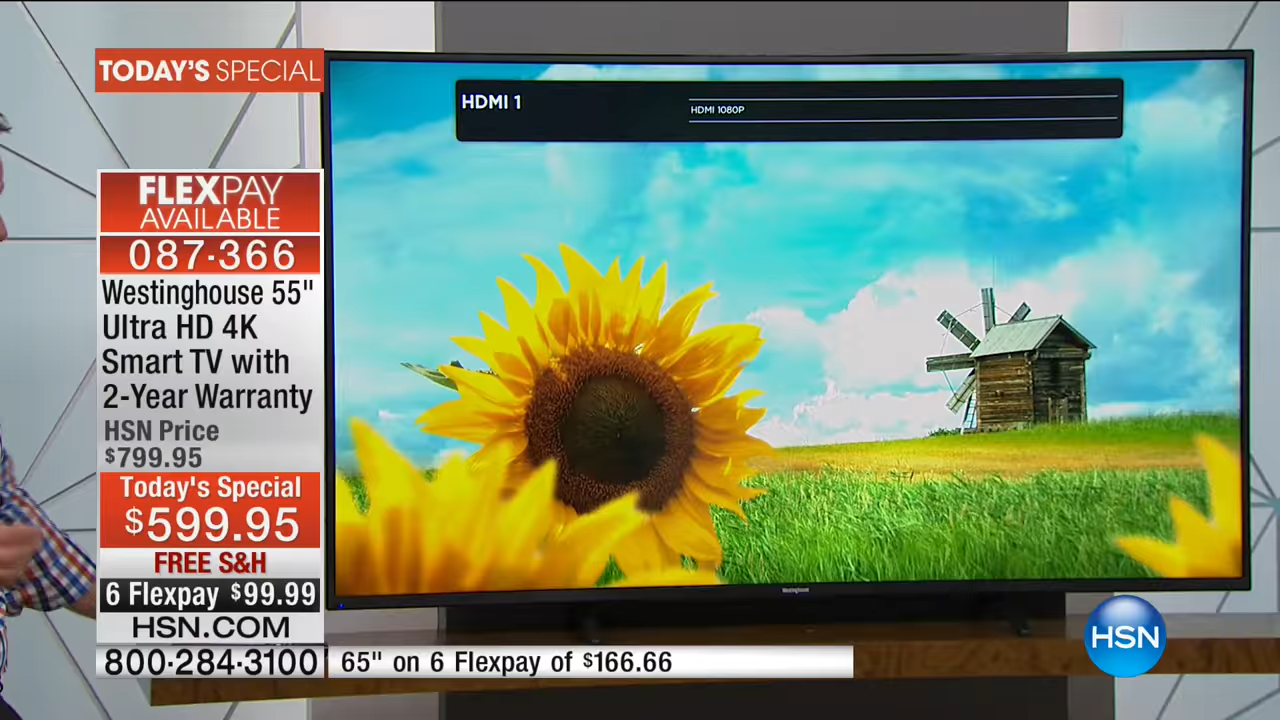 TODAY'S SPECIAL
HDMI 1
HDMI 1080P
FLEXPAY
AVAILABLE
087-366
Westinghouse 55"
Ultra HD 4K
Smart TV with
2-Year Warranty
HSN Price
$799.95
Today's Special
$599.95
FREE S&H
6 Flexpay $99.99
HSN.COM
800-284-3100
65" on 6 Flexpay of $166.66
Westinghouse
HSN